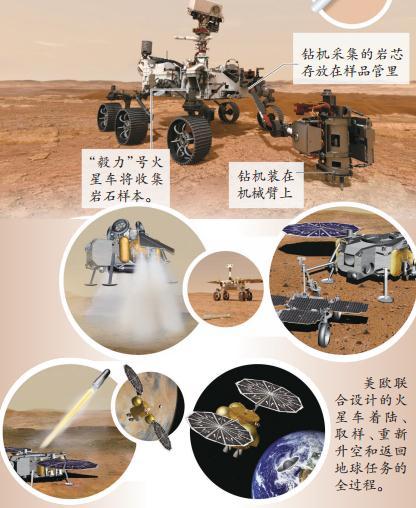 钻机采集的岩芯
存放在样品管里
“毅力”号火
星车将收集
岩石样本。
钻机装在
机械臂上
美欧联
合设计的火
星车着陆、
取样、重新
升空和返回
地球任务的
全过程。